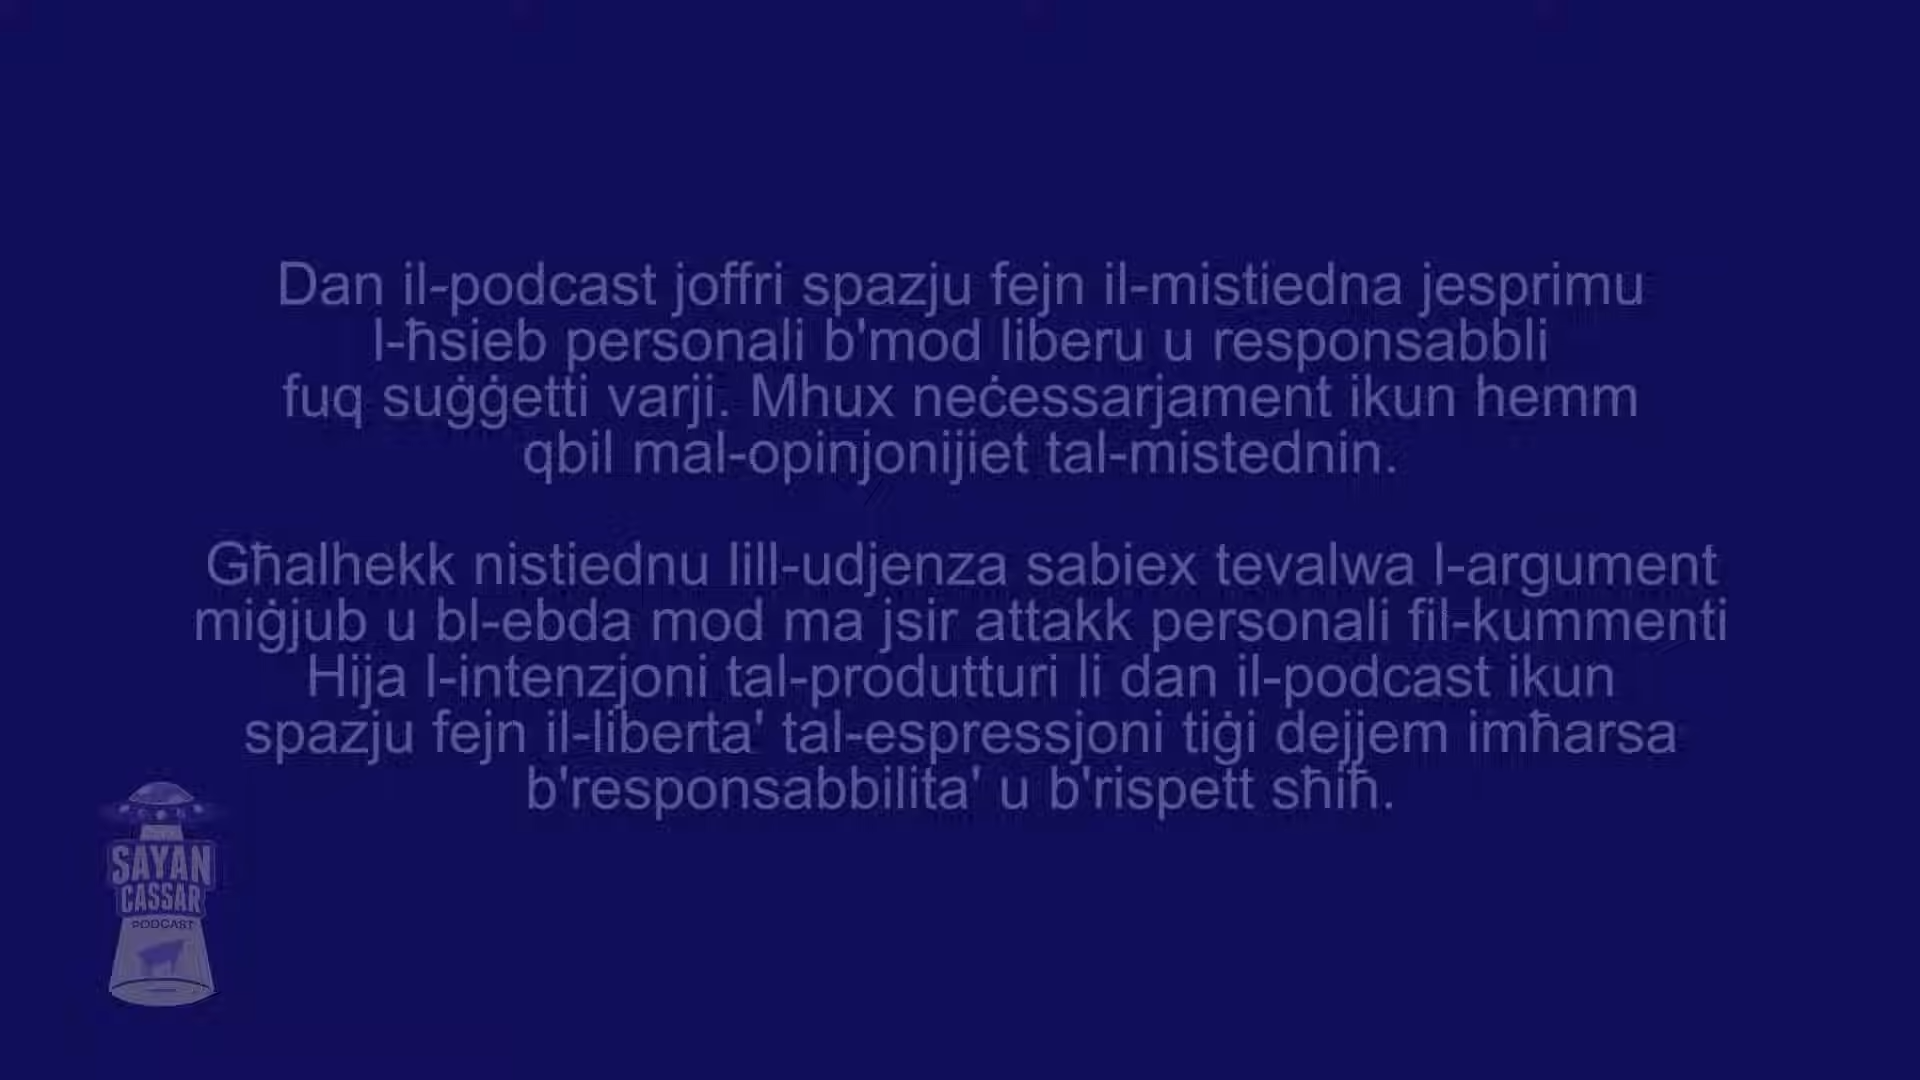 Dan il-podcast joffri spazju fejn il-mistiedna jesprimu
l-ħsieb personali b'mod liberu u responsabbli
fuq suġġetti varji. Mhux neċessarjament ikun hemm
qbil mal-opinjonijiet tal-mistednin.
Għalhekk nistiednu lill-udjenza sabiex tevalwa l-argument
miġjub u bl-ebda mod ma jsir attakk personali fil-kummenti
Hija l-intenzjoni tal-produtturi li dan il-podcast ikun
spazju fejn il-liberta' tal-espressjoni tiġi dejjem imħarsa
b'responsabbilita' u b'rispett sħiħ.
SAYAN
CASSAR
PODCAST